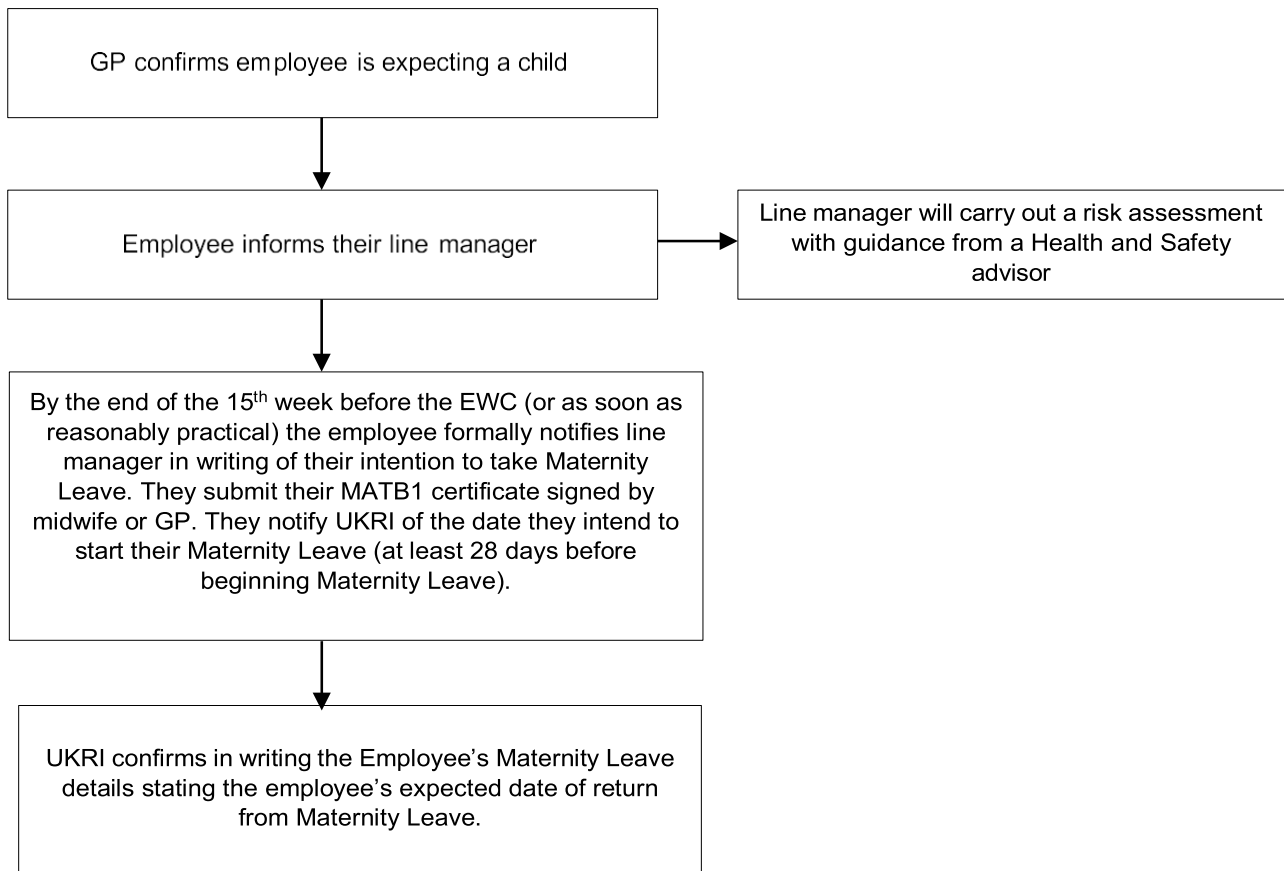 GP confirms employee is expecting a child
Employee informs their line manager
Line manager will carry out a risk assessment
with guidance from a Health and Safety
advisor
By the end of the 15th week before the EWC (or as soon as
reasonably practical) the employee formally notifies line
manager in writing of their intention to take Maternity
Leave. They submit their MATB1 certificate signed by
midwife or GP. They notify UKRI of the date they intend to
start their Maternity Leave (at least 28 days before
beginning Maternity Leave).
UKRI confirms in writing the Employee’s Maternity Leave
details stating the employee’s expected date of return
from Maternity Leave.